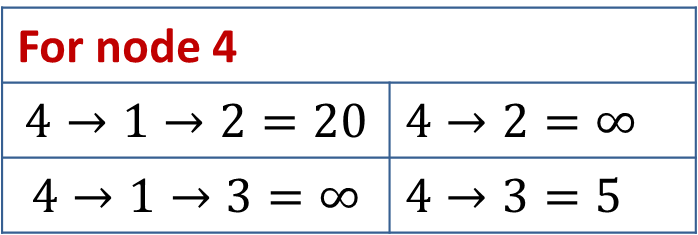 For node 4
4 → 1 → 2 = 20 4 → 2 = ∞
4 → 1 → 3 = ∞ 4 → 3 = 5